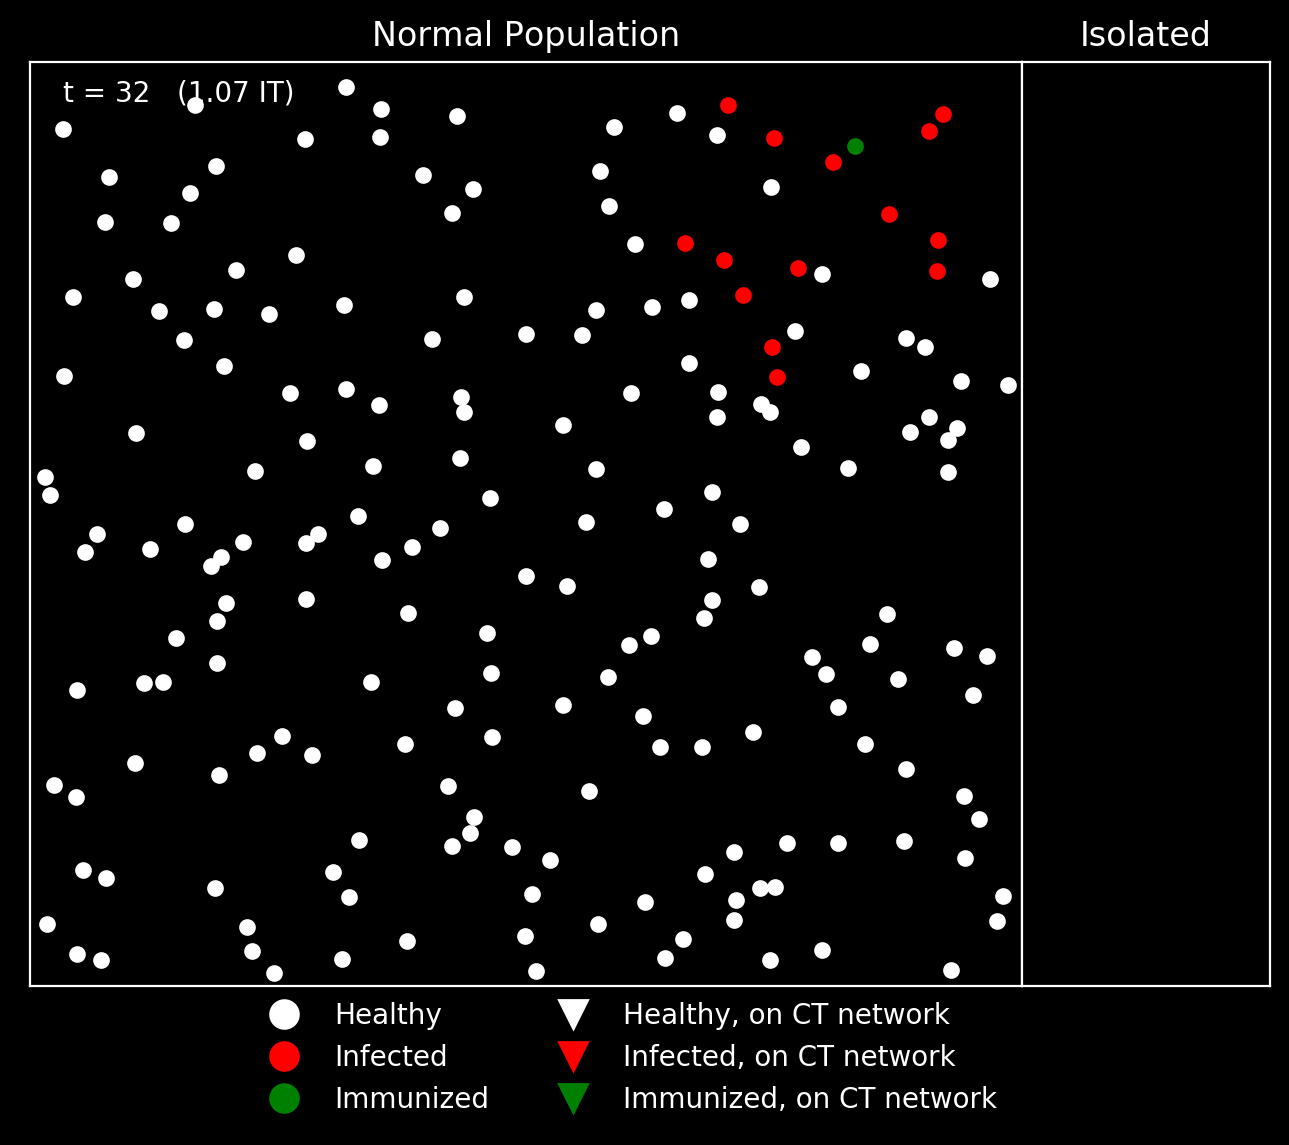 Normal Population
Isolated
t = 32 (1.07 IT)
Healthy
Infected
Immunized
Healthy, on CT network
Infected, on CT network
Immunized, on CT network